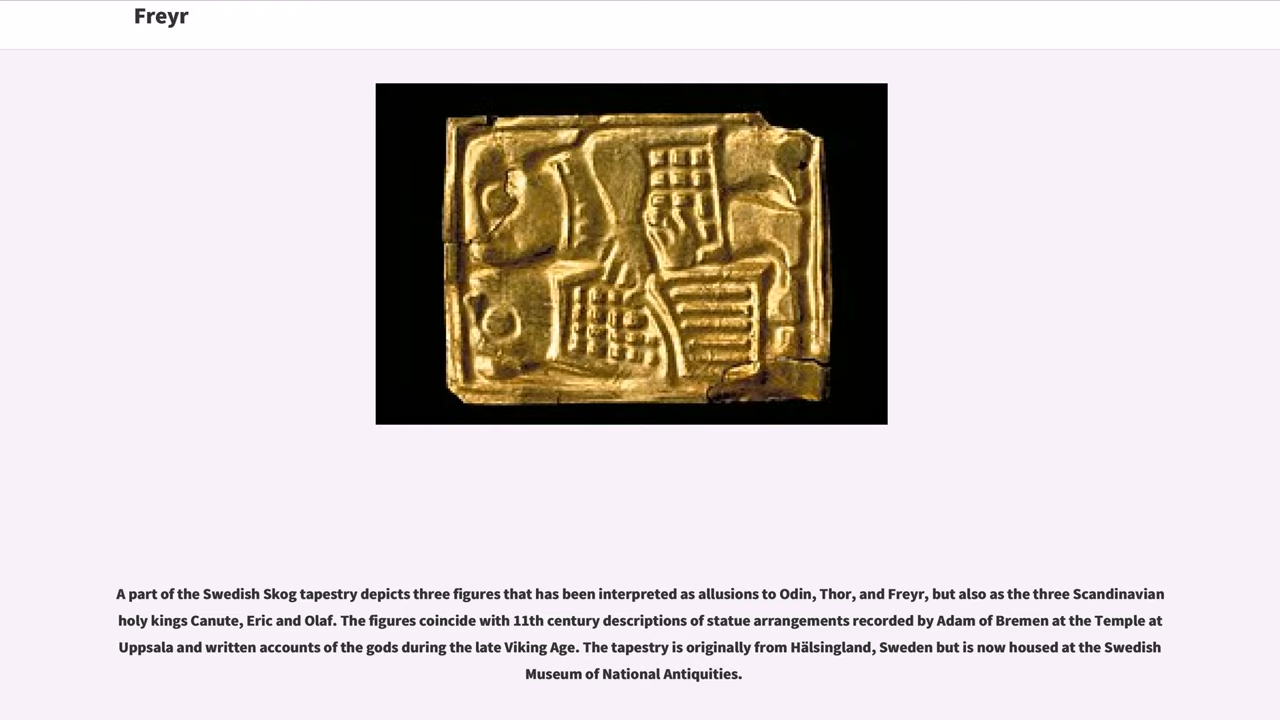 Freyr
A part of the Swedish Skog tapestry depicts three figures that has been interpreted as allusions to Odin, Thor, and Freyr, but also as the three Scandinavian
holy kings Canute, Eric and Olaf. The figures coincide with 11th century descriptions of statue arrangements recorded by Adam of Bremen at the Temple at
Uppsala and written accounts of the gods during the late Viking Age. The tapestry is originally from Hälsingland, Sweden but is now housed at the Swedish
Museum of National Antiquities.